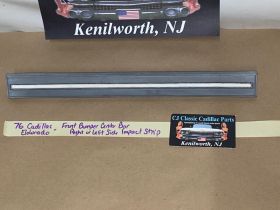 Kenilworth, NJ
76 Cadillac Front Bumper Center Bar
Eldorado - Right or Left Side Impact Strip
CJ Classic Cadillac Parts
Kenilworth, NJ